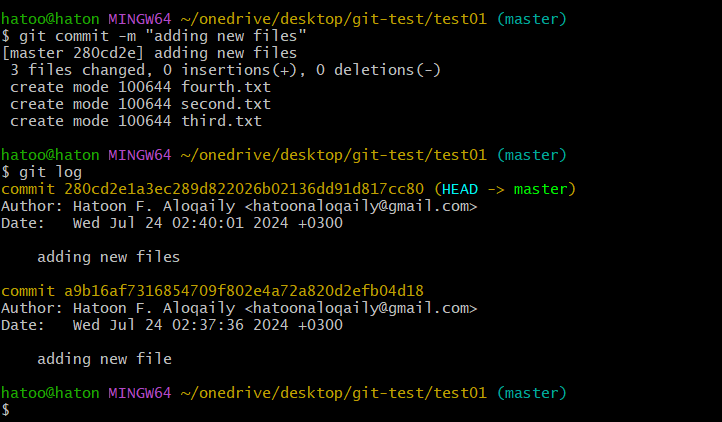 hatoo@haton MINGW64 ~/onedrive/desktop/git-test/test01 (master)
$ git commit -m "adding new files"
[master 280cd2e] adding new files
 3 files changed, 0 insertions(+), 0 deletions(-)
 create mode 100644 fourth.txt
 create mode 100644 second.txt
 create mode 100644 third.txt

hatoo@haton MINGW64 ~/onedrive/desktop/git-test/test01 (master)
$ git log
commit 280cd2e1a3ec289d822026b02136dd91d817cc80 (HEAD -> master)
Author: Hatoon F. Aloqaily <hatoonaloqaily@gmail.com>
Date:   Wed Jul 24 02:40:01 2024 +0300

    adding new files

commit a9b16af7316854709f802e4a72a820d2efb04d18
Author: Hatoon F. Aloqaily <hatoonaloqaily@gmail.com>
Date:   Wed Jul 24 02:37:36 2024 +0300

    adding new file

hatoo@haton MINGW64 ~/onedrive/desktop/git-test/test01 (master)
$